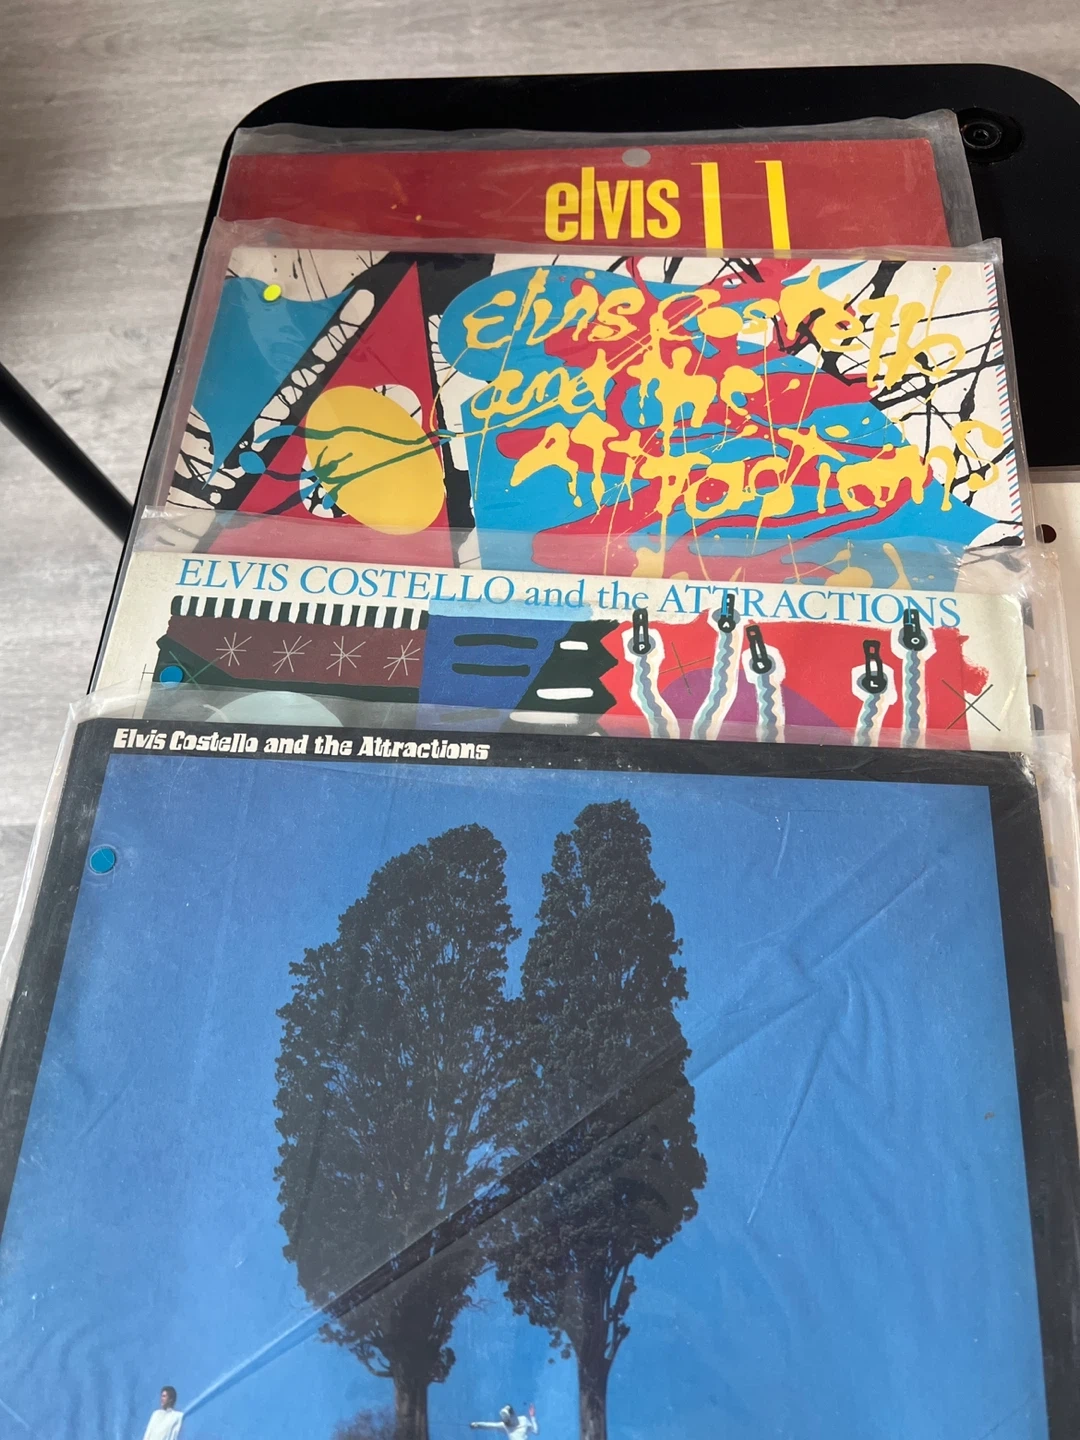 elvis
Elvis Costello
and the
Attractions
ELVIS COSTELLO and the ATTRACTIONS
Elvis Costello and the Attractions